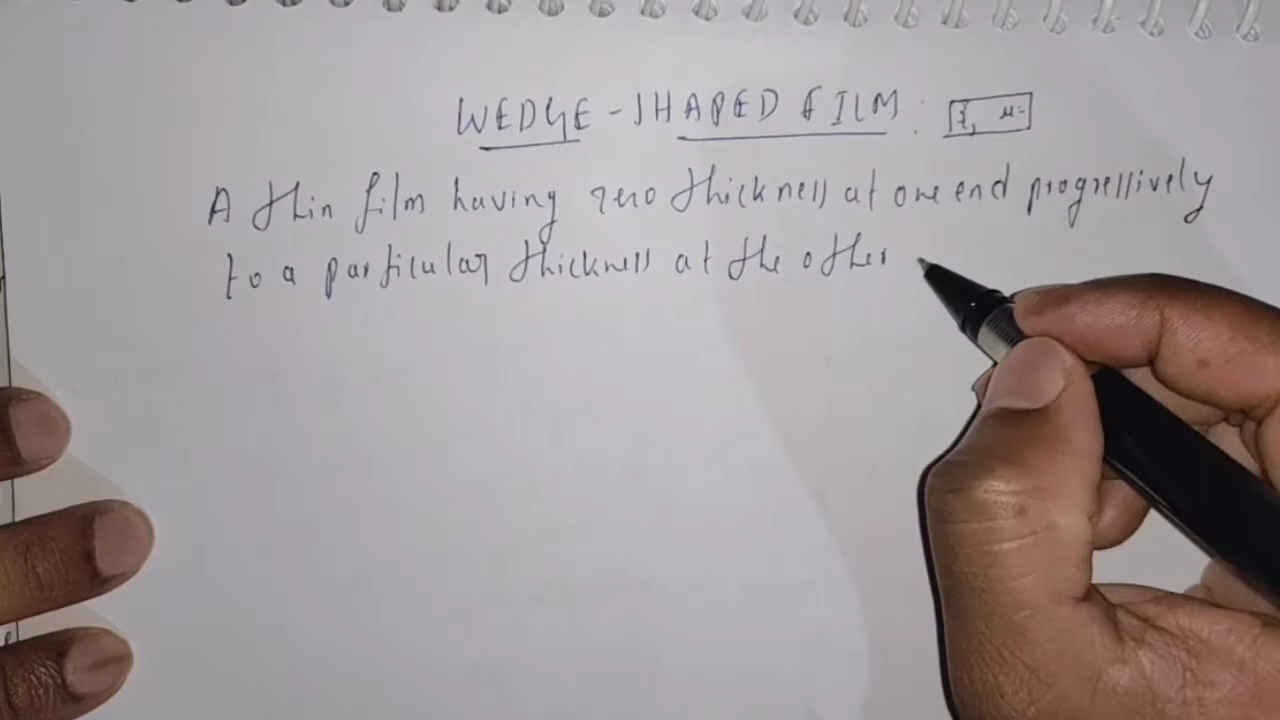 WEDGE-SHAPED FILM : {, μ=
A thin film having zero thickness at one end progressively
to a particular thickness at the other